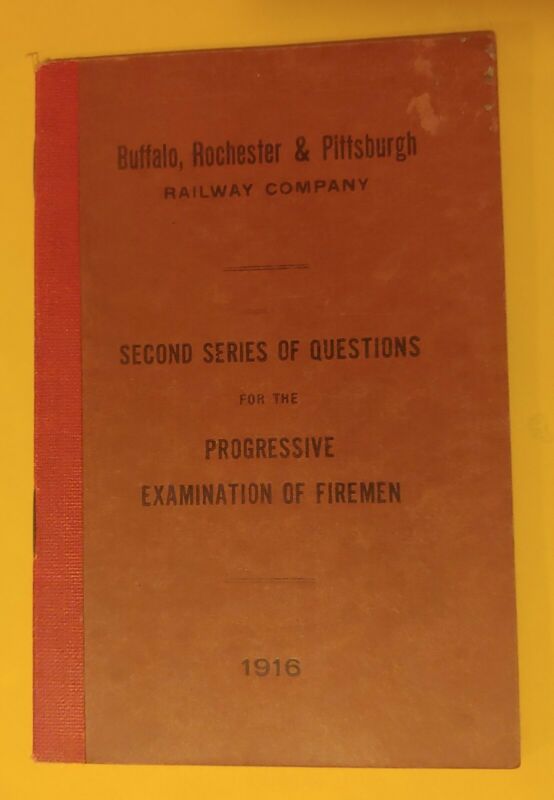 Buffalo, Rochester & Pittsburgh
RAILWAY COMPANY
SECOND SERIES OF QUESTIONS
FOR THE
PROGRESSIVE
EXAMINATION OF FIREMEN
1916